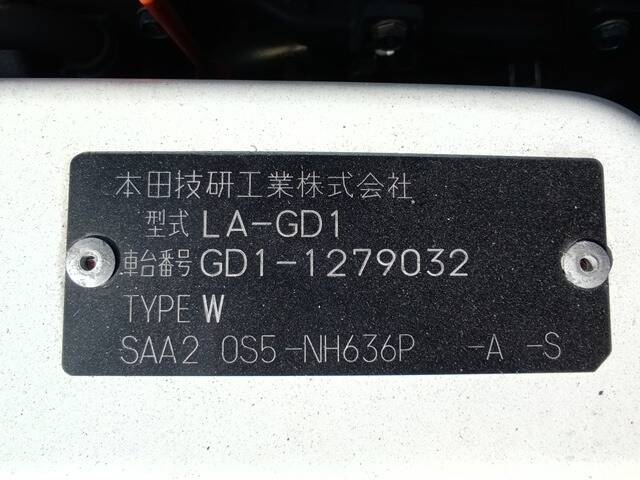 本田技研工業株式会社
型式 LA-GD1
車台番号 GD1-1279032
TYPE W
SAA2 0S5-NH636P -A -S